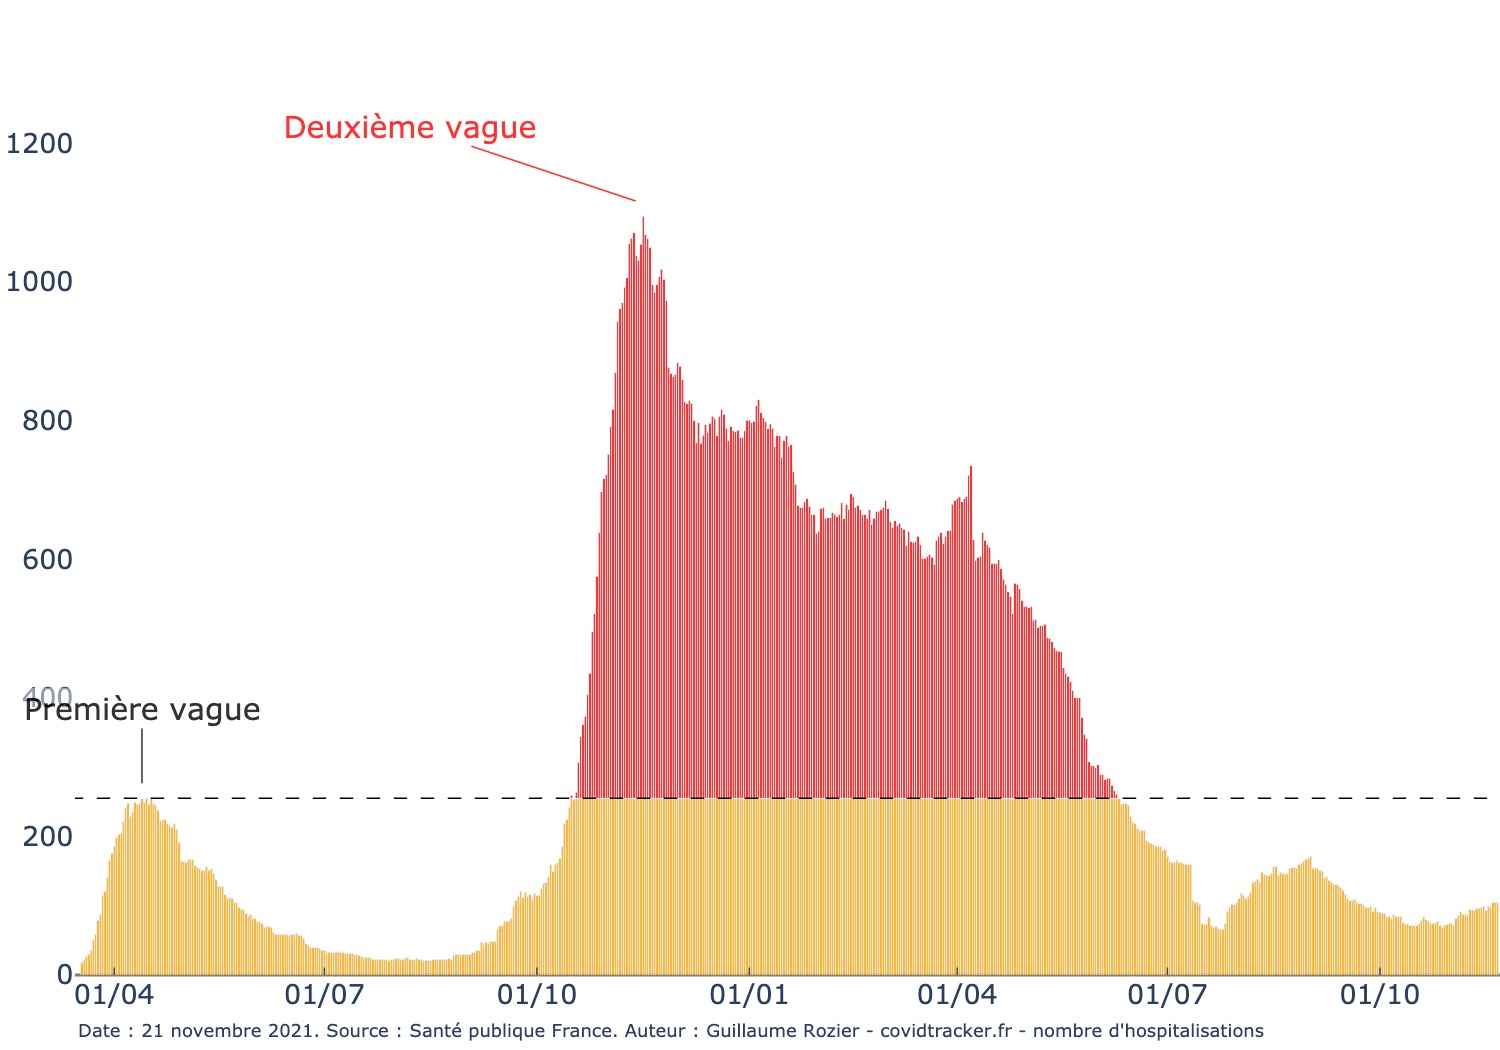 Deuxième vague
1200
1000
800
600
400
Première vague
200
0
01/04 01/07 01/10 01/01 01/04 01/07 01/10
Date : 21 novembre 2021. Source : Santé publique France. Auteur : Guillaume Rozier - covidtracker.fr - nombre d'hospitalisations